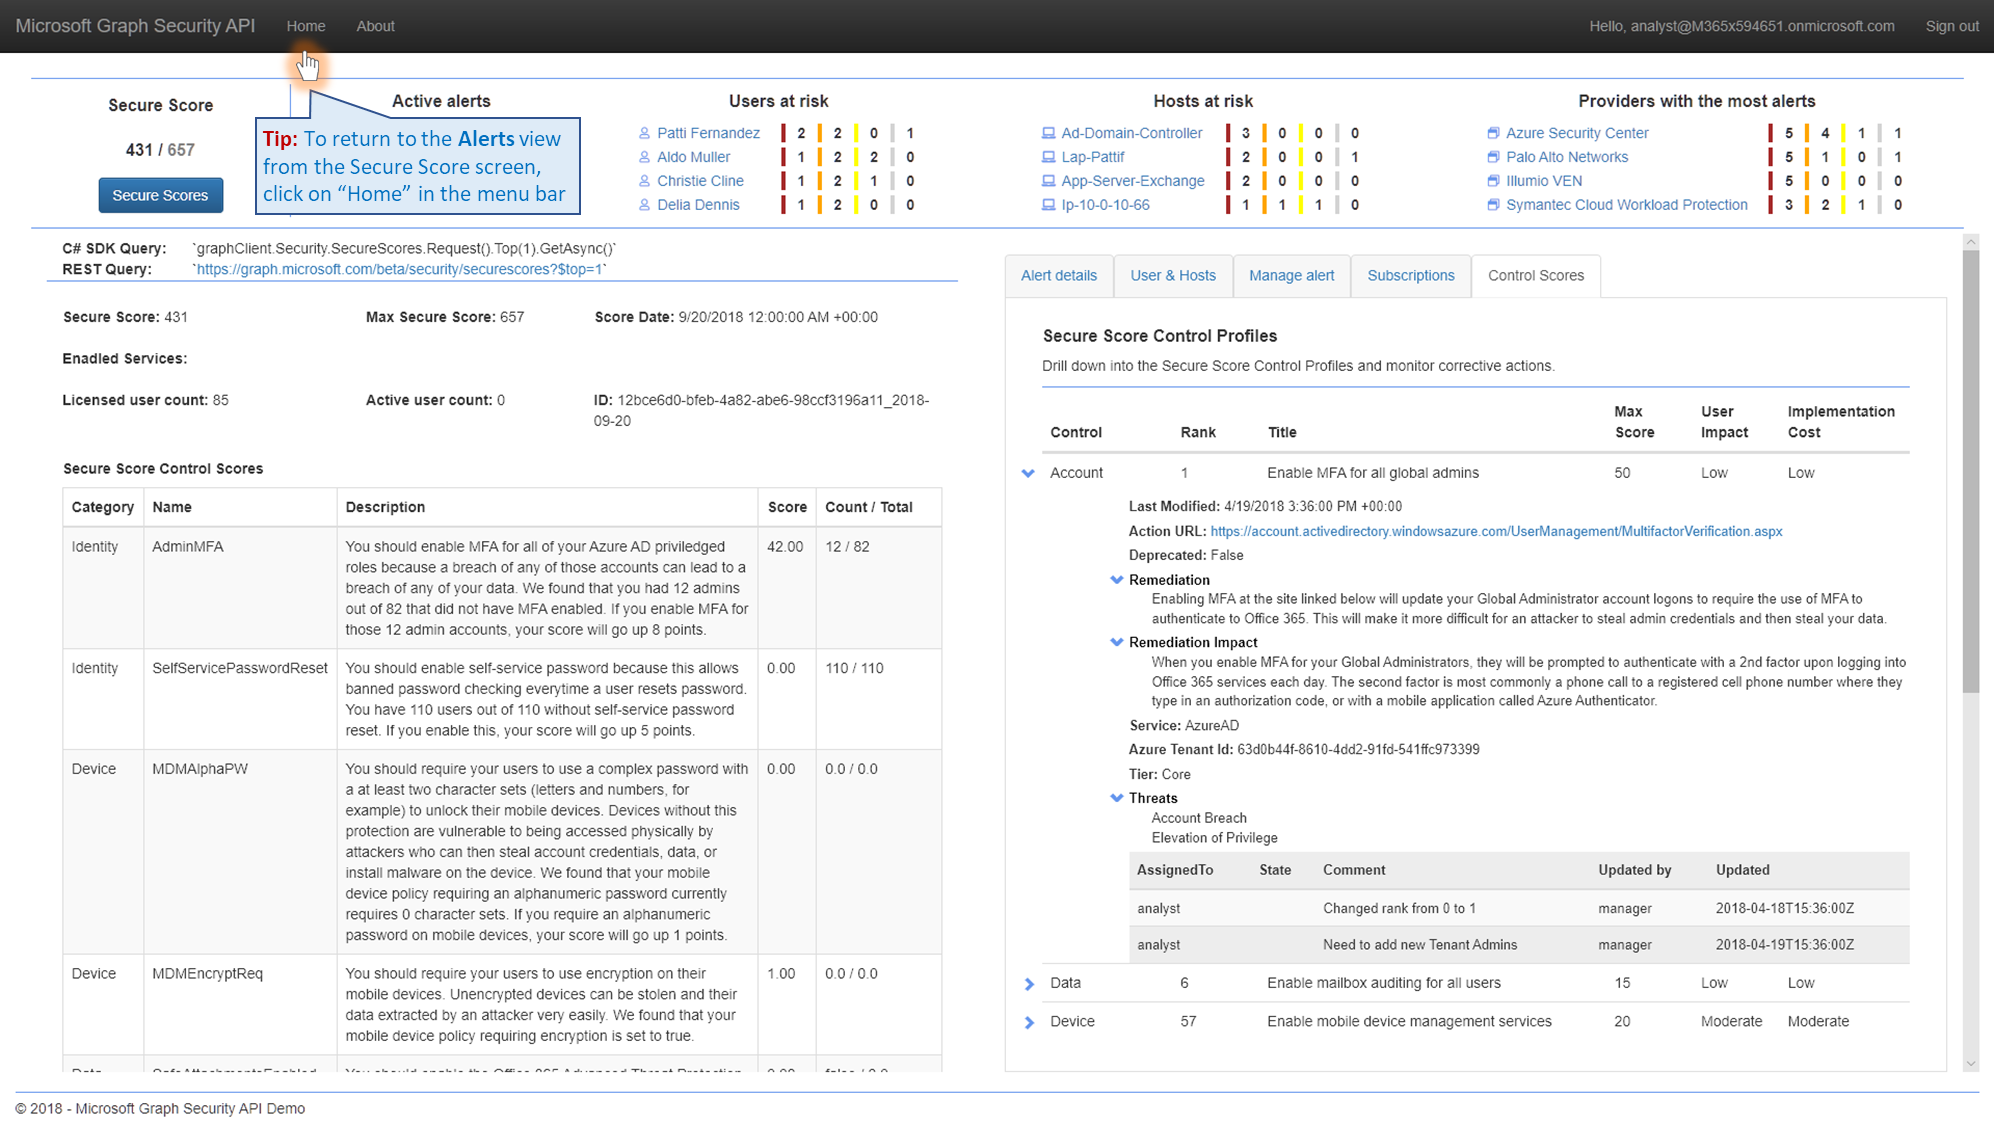 Microsoft Graph Security API Home About Hello, analyst@M365x594651.onmicrosoft.com Sign out
Secure Score
431 / 657
Secure Scores
Active alerts
Tip: To return to the Alerts view
from the Secure Score screen,
click on “Home” in the menu bar
Users at risk
Patti Fernandez 2 2 0 1
Aldo Muller 1 2 2 0
Christie Cline 1 2 1 0
Delia Dennis 1 2 0 0
Hosts at risk
Ad-Domain-Controller 3 0 0 0
Lap-Pattif 2 0 0 1
App-Server-Exchange 2 0 0 0
Ip-10-0-10-66 1 1 1 0
Providers with the most alerts
Azure Security Center 5 4 1 1
Palo Alto Networks 5 1 0 1
Illumio VEN 5 0 0 0
Symantec Cloud Workload Protection 3 2 1 0
C# SDK Query: `graphClient.Security.SecureScores.Request().Top(1).GetAsync()`
REST Query: `https://graph.microsoft.com/beta/security/securescores?$top=1`
Secure Score: 431 Max Secure Score: 657 Score Date: 9/20/2018 12:00:00 AM +00:00
Enadled Services:
Licensed user count: 85 Active user count: 0 ID: 12bce6d0-bfeb-4a82-abe6-98ccf3196a11_2018-
09-20
Secure Score Control Scores
Category Name Description Score Count / Total
Identity AdminMFA You should enable MFA for all of your Azure AD priviledged 42.00 12 / 82
roles because a breach of any of those accounts can lead to a
breach of any of your data. We found that you had 12 admins
out of 82 that did not have MFA enabled. If you enable MFA for
those 12 admin accounts, your score will go up 8 points.
Identity SelfServicePasswordReset You should enable self-service password because this allows 0.00 110 / 110
banned password checking everytime a user resets password.
You have 110 users out of 110 without self-service password
reset. If you enable this, your score will go up 5 points.
Device MDMAlphaPW You should require your users to use a complex password with 0.00 0.0 / 0.0
a at least two character sets (letters and numbers, for
example) to unlock their mobile devices. Devices without this
protection are vulnerable to being accessed physically by
attackers who can then steal account credentials, data, or
install malware on the device. We found that your mobile
device policy requiring an alphanumeric password currently
requires 0 character sets. If you require an alphanumeric
password on mobile devices, your score will go up 1 points.
Device MDMEncryptReq You should require your users to use encryption on their 1.00 0.0 / 0.0
mobile devices. Unencrypted devices can be stolen and their
data extracted by an attacker very easily. We found that your
mobile device policy requiring encryption is set to true.
Alert details User & Hosts Manage alert Subscriptions Control Scores
Secure Score Control Profiles
Drill down into the Secure Score Control Profiles and monitor corrective actions.
Control Rank Title Max Score User Impact Implementation Cost
Account 1 Enable MFA for all global admins 50 Low Low
Last Modified: 4/19/2018 3:36:00 PM +00:00
Action URL: https://account.activedirectory.windowsazure.com/UserManagement/MultifactorVerification.aspx
Deprecated: False
Remediation
Enabling MFA at the site linked below will update your Global Administrator account logons to require the use of MFA to
authenticate to Office 365. This will make it more difficult for an attacker to steal admin credentials and then steal your data.
Remediation Impact
When you enable MFA for your Global Administrators, they will be prompted to authenticate with a 2nd factor upon logging into
Office 365 services each day. The second factor is most commonly a phone call to a registered cell phone number where they
type in an authorization code, or with a mobile application called Azure Authenticator.
Service: AzureAD
Azure Tenant Id: 63d0b44f-8610-4dd2-91fd-541ffc973399
Tier: Core
Threats
Account Breach
Elevation of Privilege
AssignedTo State Comment Updated by Updated
analyst Changed rank from 0 to 1 manager 2018-04-18T15:36:00Z
analyst Need to add new Tenant Admins manager 2018-04-19T15:36:00Z
Data 6 Enable mailbox auditing for all users 15 Low Low
Device 57 Enable mobile device management services 20 Moderate Moderate
© 2018 - Microsoft Graph Security API Demo